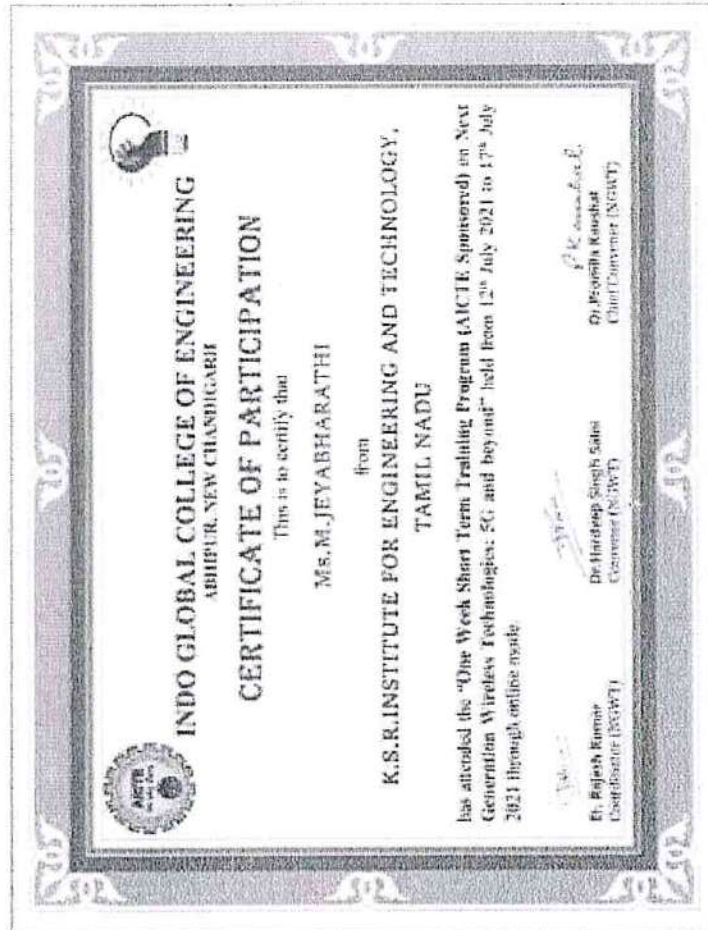 INDO GLOBAL COLLEGE OF ENGINEERING
ABHIPUR, NEW CHANDIGARH
CERTIFICATE OF PARTICIPATION
This is to certify that
Ms.M.JEYABHARATHI
from
K.S.R.INSTITUTE FOR ENGINEERING AND TECHNOLOGY,
TAMIL NADU
has attended the "One Week Short Term Training Program (AICTE Sponsored) on Next
Generation Wireless Technologies: 5G and beyond" held from 12th July 2021 to 17th July
2021 through online mode.
Er. Rajesh Kumar
Coordinator (NGWT)
Dr.Hardeep Singh Saini
Convener (NGWT)
Dr.Promilla Kaushal
Chief Convener (NGWT)
AICTE